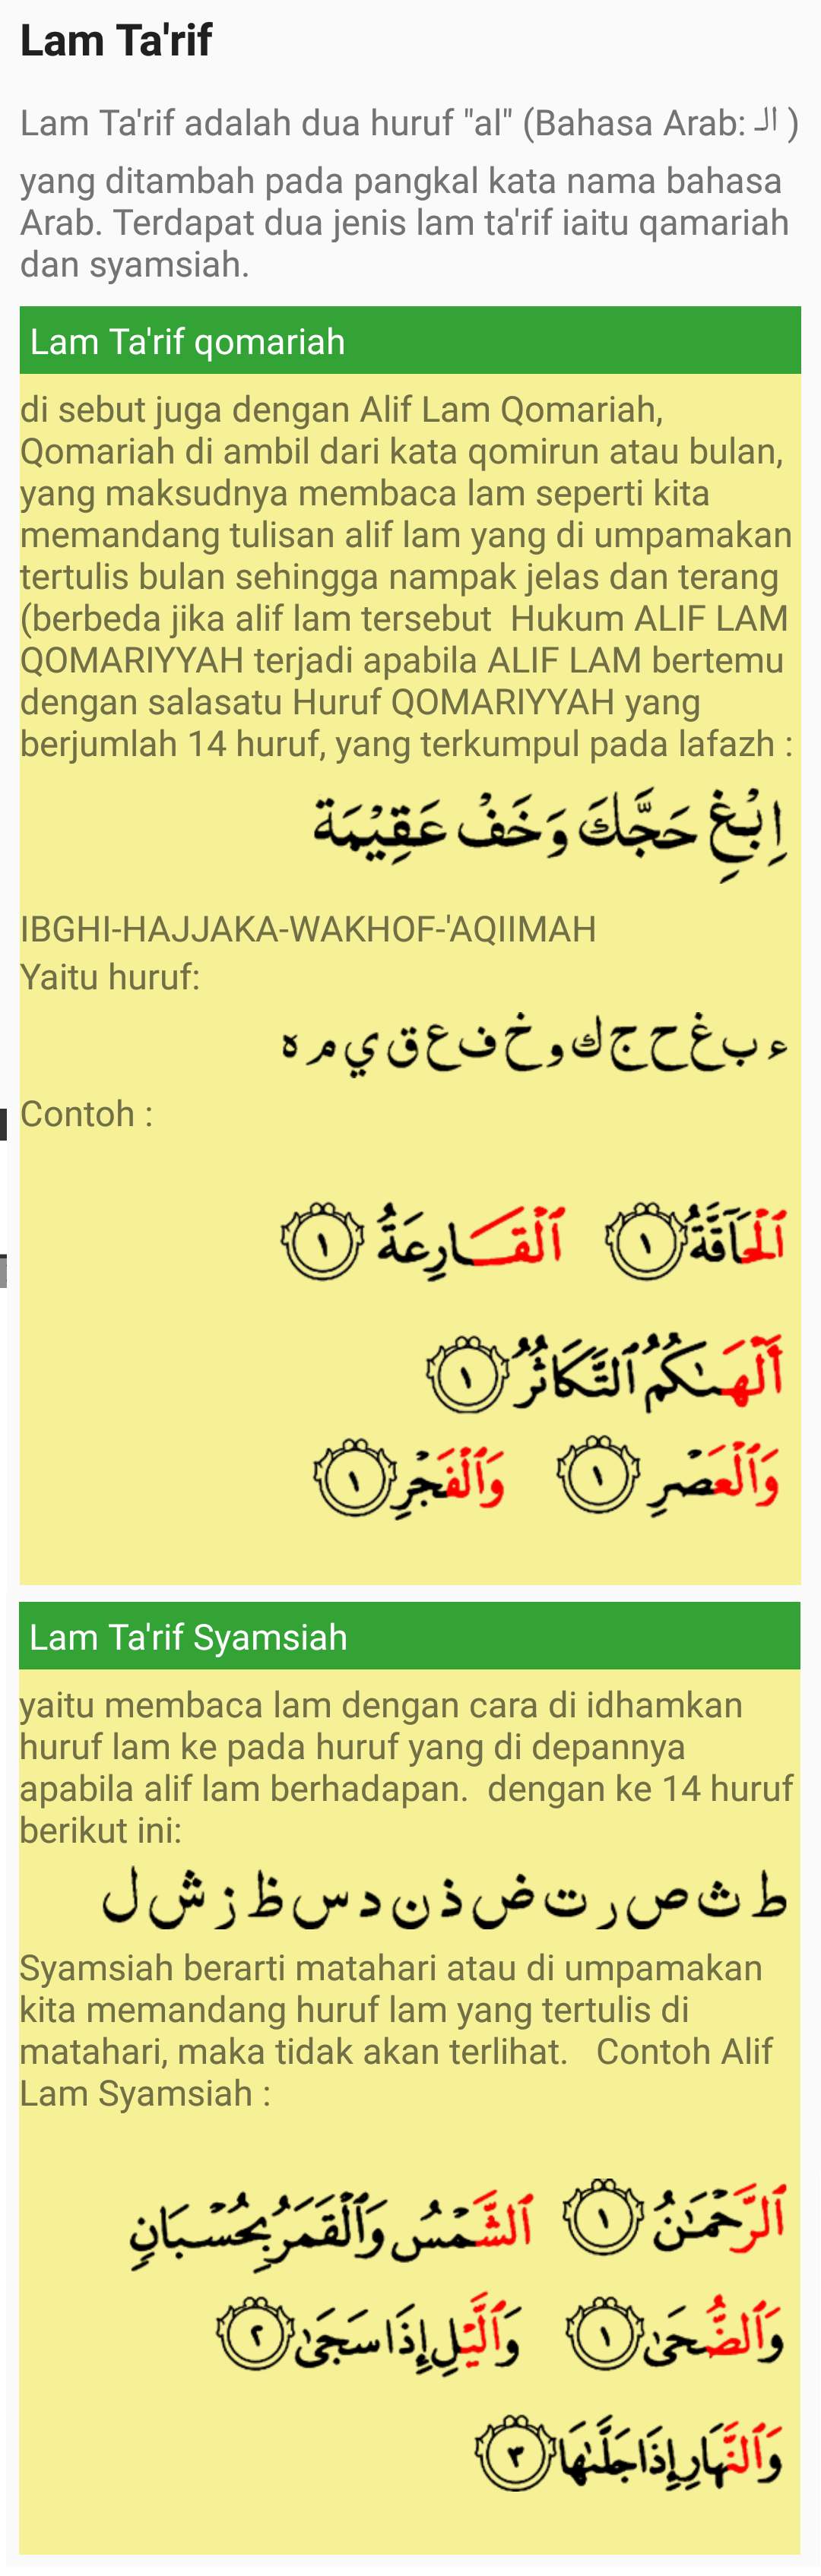 Lam Ta'rif
Lam Ta'rif adalah dua huruf "al" (Bahasa Arab: الـ )
yang ditambah pada pangkal kata nama bahasa
Arab. Terdapat dua jenis lam ta'rif iaitu qamariah
dan syamsiah.
Lam Ta'rif qomariah
di sebut juga dengan Alif Lam Qomariah,
Qomariah di ambil dari kata qomirun atau bulan,
yang maksudnya membaca lam seperti kita
memandang tulisan alif lam yang di umpamakan
tertulis bulan sehingga nampak jelas dan terang
(berbeda jika alif lam tersebut  Hukum ALIF LAM
QOMARIYYAH terjadi apabila ALIF LAM bertemu
dengan salasatu Huruf QOMARIYYAH yang
berjumlah 14 huruf, yang terkumpul pada lafazh :
اِبْغِ حَجَّكَ وَخَفْ عَقِيْمَة
IBGHI-HAJJAKA-WAKHOF-'AQIIMAH
Yaitu huruf:
ء ب غ ح ج ك و خ ف ع ق ي م ه
Contoh :
ٱلْحَآقَّةُ ١ ٱلْقَارِعَةُ ١
أَلْهَىٰكُمُ ٱلتَّكَاثُرُ ١
وَٱلْعَصْرِ ١ وَٱلْفَجْرِ ١
Lam Ta'rif Syamsiah
yaitu membaca lam dengan cara di idhamkan
huruf lam ke pada huruf yang di depannya
apabila alif lam berhadapan.  dengan ke 14 huruf
berikut ini:
ط ث ص ر ت ض ذ ن د س ظ ز ش ل
Syamsiah berarti matahari atau di umpamakan
kita memandang huruf lam yang tertulis di
matahari, maka tidak akan terlihat.   Contoh Alif
Lam Syamsiah :
ٱلرَّحْمَـٰنُ ١ ٱلشَّمْسُ وَٱلْقَمَرُ بِحُسْبَانٍ
وَٱلضُّحَىٰ ١ وَٱلَّيْلِ إِذَا سَجَىٰ ٢
وَٱلنَّهَارِ إِذَا جَلَّىٰهَا ٣